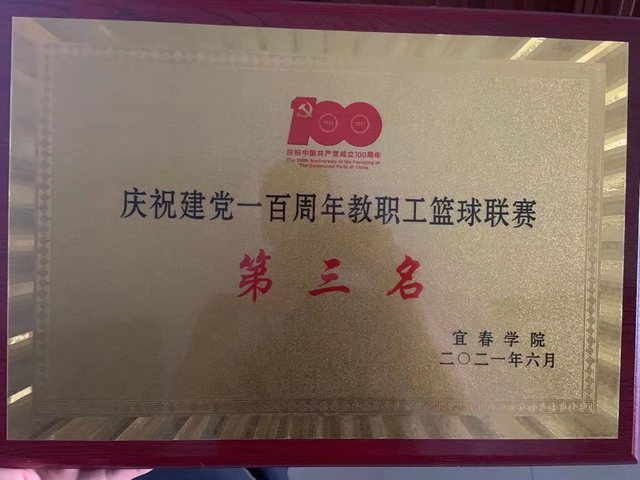 100
1921 2021
庆祝中国共产党成立100周年
The 100th Anniversary of the Founding of
The Communist Party of China
庆祝建党一百周年教职工篮球联赛
第三名
宜春学院
二〇二一年六月